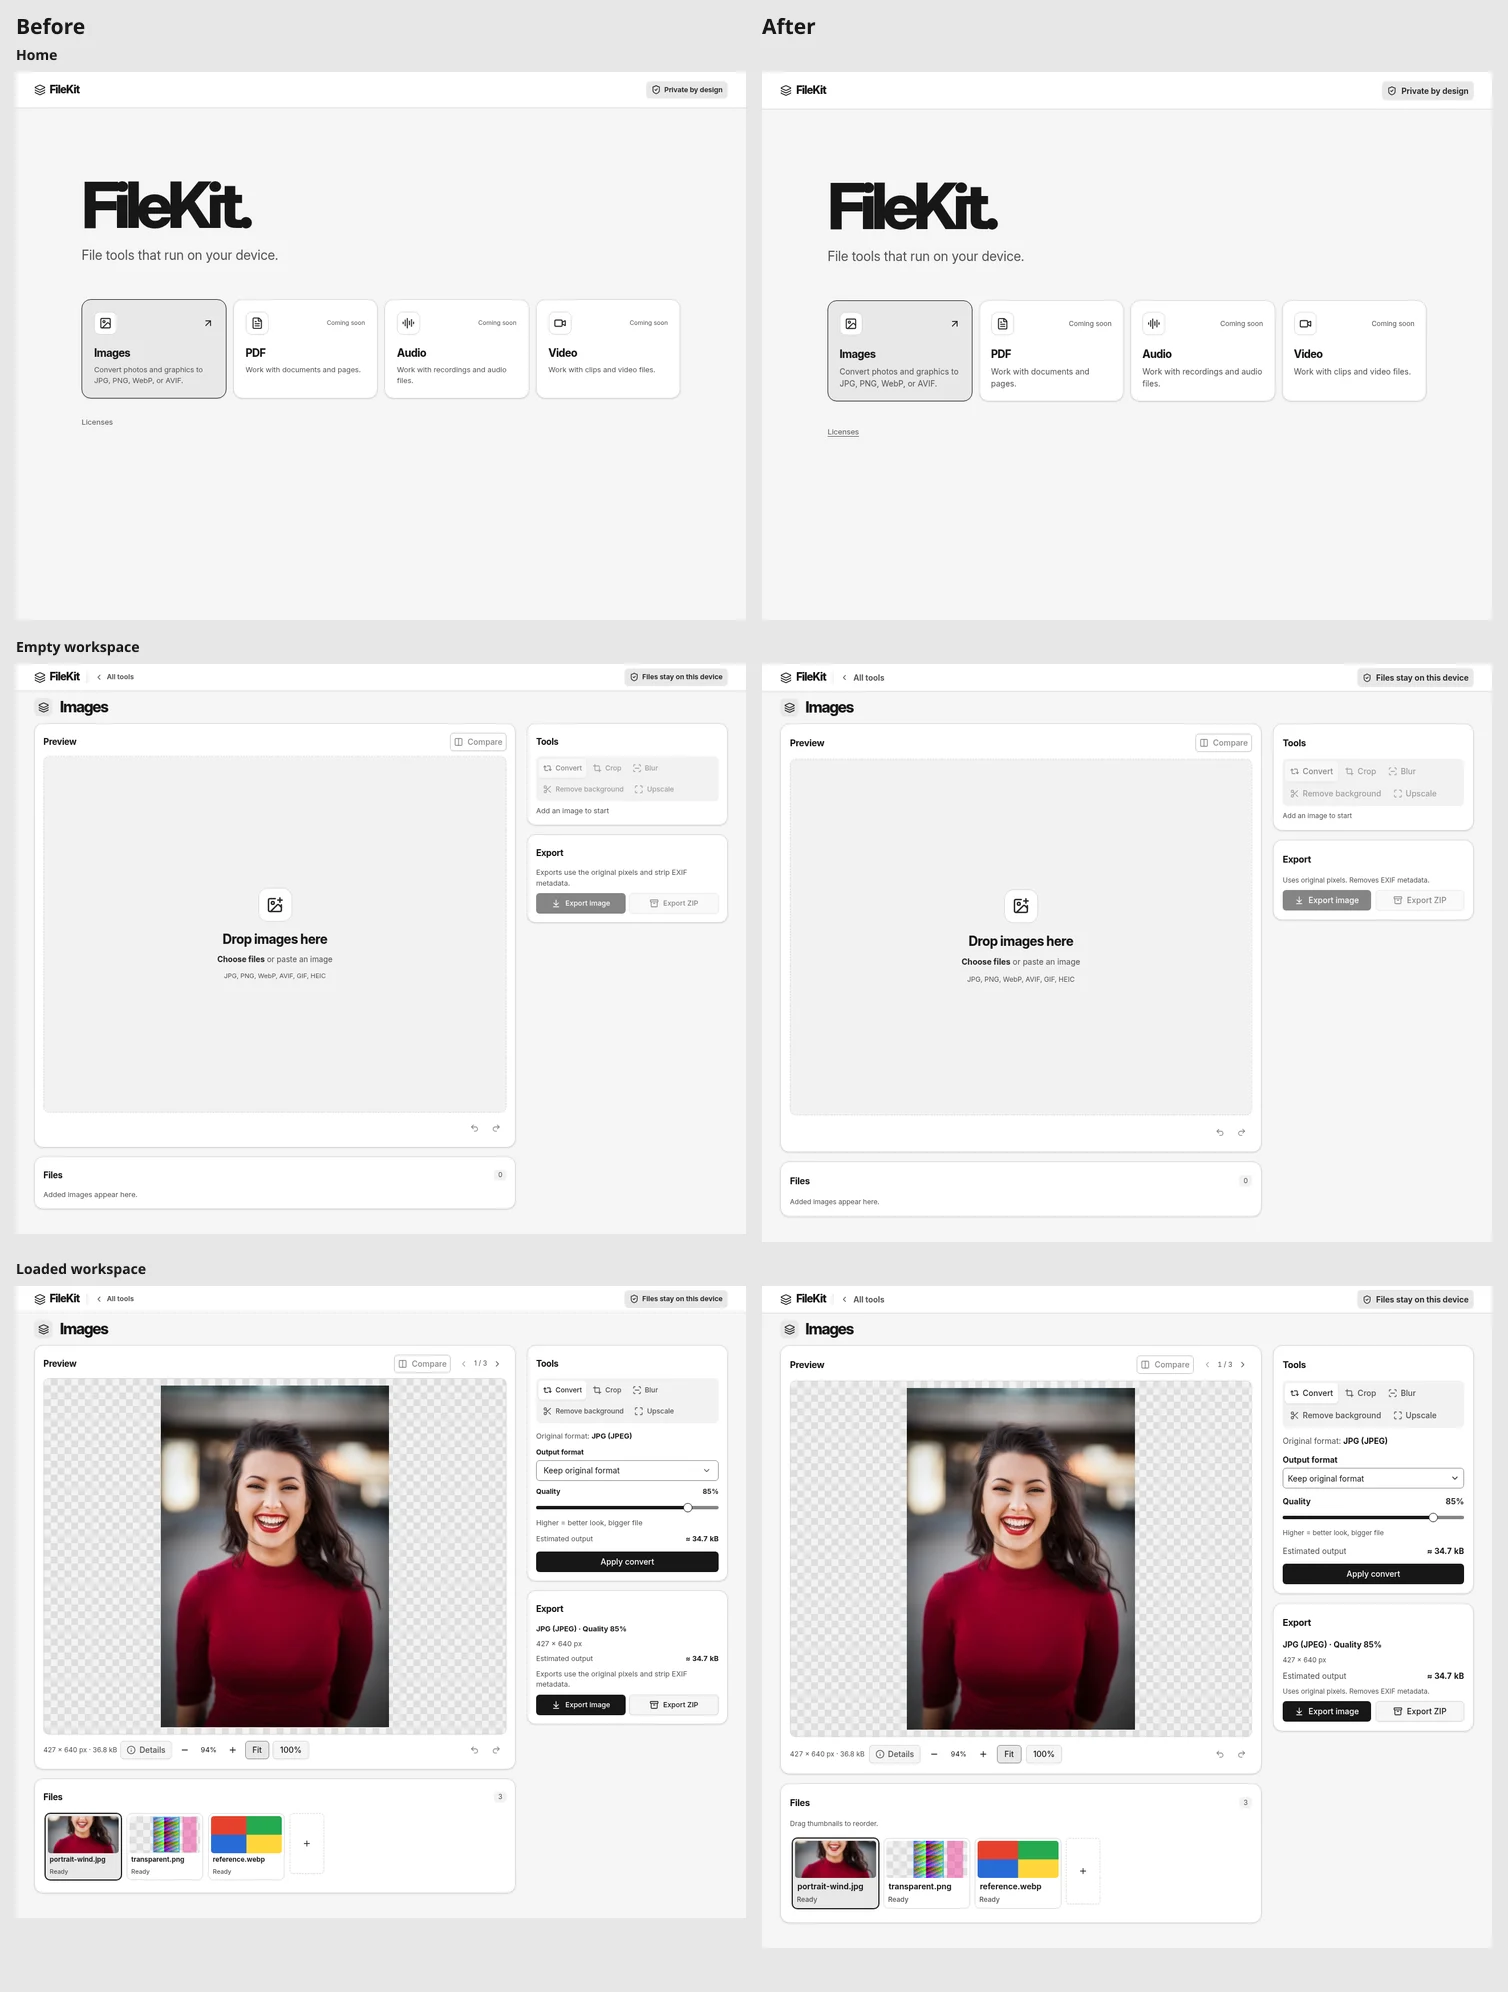 Before
After
Home
FileKit
Private by design
FileKit.
File tools that run on your device.
Images
Convert photos and graphics to
JPG, PNG, WebP, or AVIF.
Coming soon
PDF
Work with documents and pages.
Coming soon
Audio
Work with recordings and audio
files.
Coming soon
Video
Work with clips and video files.
Licenses
FileKit
Private by design
FileKit.
File tools that run on your device.
Images
Convert photos and graphics to
JPG, PNG, WebP, or AVIF.
Coming soon
PDF
Work with documents and
pages.
Coming soon
Audio
Work with recordings and audio
files.
Coming soon
Video
Work with clips and video files.
Licenses
Empty workspace
FileKit
All tools
Files stay on this device
Images
Preview
Compare
Drop images here
Choose files or paste an image
JPG, PNG, WebP, AVIF, GIF, HEIC
Tools
Convert Crop Blur
Remove background Upscale
Add an image to start
Export
Exports use the original pixels and strip EXIF
metadata.
Export image Export ZIP
Files 0
Added images appear here.
FileKit
All tools
Files stay on this device
Images
Preview
Compare
Drop images here
Choose files or paste an image
JPG, PNG, WebP, AVIF, GIF, HEIC
Tools
Convert Crop Blur
Remove background Upscale
Add an image to start
Export
Uses original pixels. Removes EXIF metadata.
Export image Export ZIP
Files 0
Added images appear here.
Loaded workspace
FileKit
All tools
Files stay on this device
Images
Preview
Compare 1 / 3
427 × 640 px · 36.8 kB Details − 94% + Fit 100%
Tools
Convert Crop Blur
Remove background Upscale
Original format: JPG (JPEG)
Output format
Keep original format
Quality 85%
Higher = better look, bigger file
Estimated output ≈ 34.7 kB
Apply convert
Export
JPG (JPEG) · Quality 85%
427 × 640 px
Estimated output ≈ 34.7 kB
Exports use the original pixels and strip EXIF
metadata.
Export image Export ZIP
Files 3
portrait-wind.jpg
Ready
transparent.png
Ready
reference.webp
Ready
+
FileKit
All tools
Files stay on this device
Images
Preview
Compare 1 / 3
427 × 640 px · 36.8 kB Details − 94% + Fit 100%
Tools
Convert Crop Blur
Remove background Upscale
Original format: JPG (JPEG)
Output format
Keep original format
Quality 85%
Higher = better look, bigger file
Estimated output ≈ 34.7 kB
Apply convert
Export
JPG (JPEG) · Quality 85%
427 × 640 px
Estimated output ≈ 34.7 kB
Uses original pixels. Removes EXIF metadata.
Export image Export ZIP
Files 3
Drag thumbnails to reorder.
portrait-wind.jpg
Ready
transparent.png
Ready
reference.webp
Ready
+